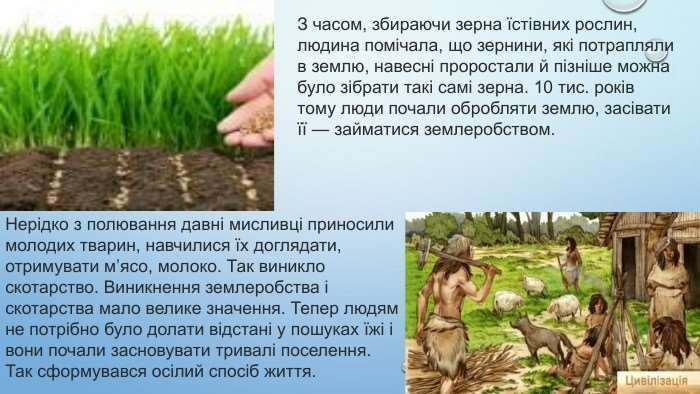 З часом, збираючи зерна їстівних рослин,
людина помічала, що зернини, які потрапляли
в землю, навесні проростали й пізніше можна
було зібрати такі самі зерна. 10 тис. років
тому люди почали обробляти землю, засівати
її — займатися землеробством.
Нерідко з полювання давні мисливці приносили
молодих тварин, навчилися їх доглядати,
отримувати м’ясо, молоко. Так виникло
скотарство. Виникнення землеробства і
скотарства мало велике значення. Тепер людям
не потрібно було долати відстані у пошуках їжі і
вони почали засновувати тривалі поселення.
Так сформувався осілий спосіб життя.
Цивілізація